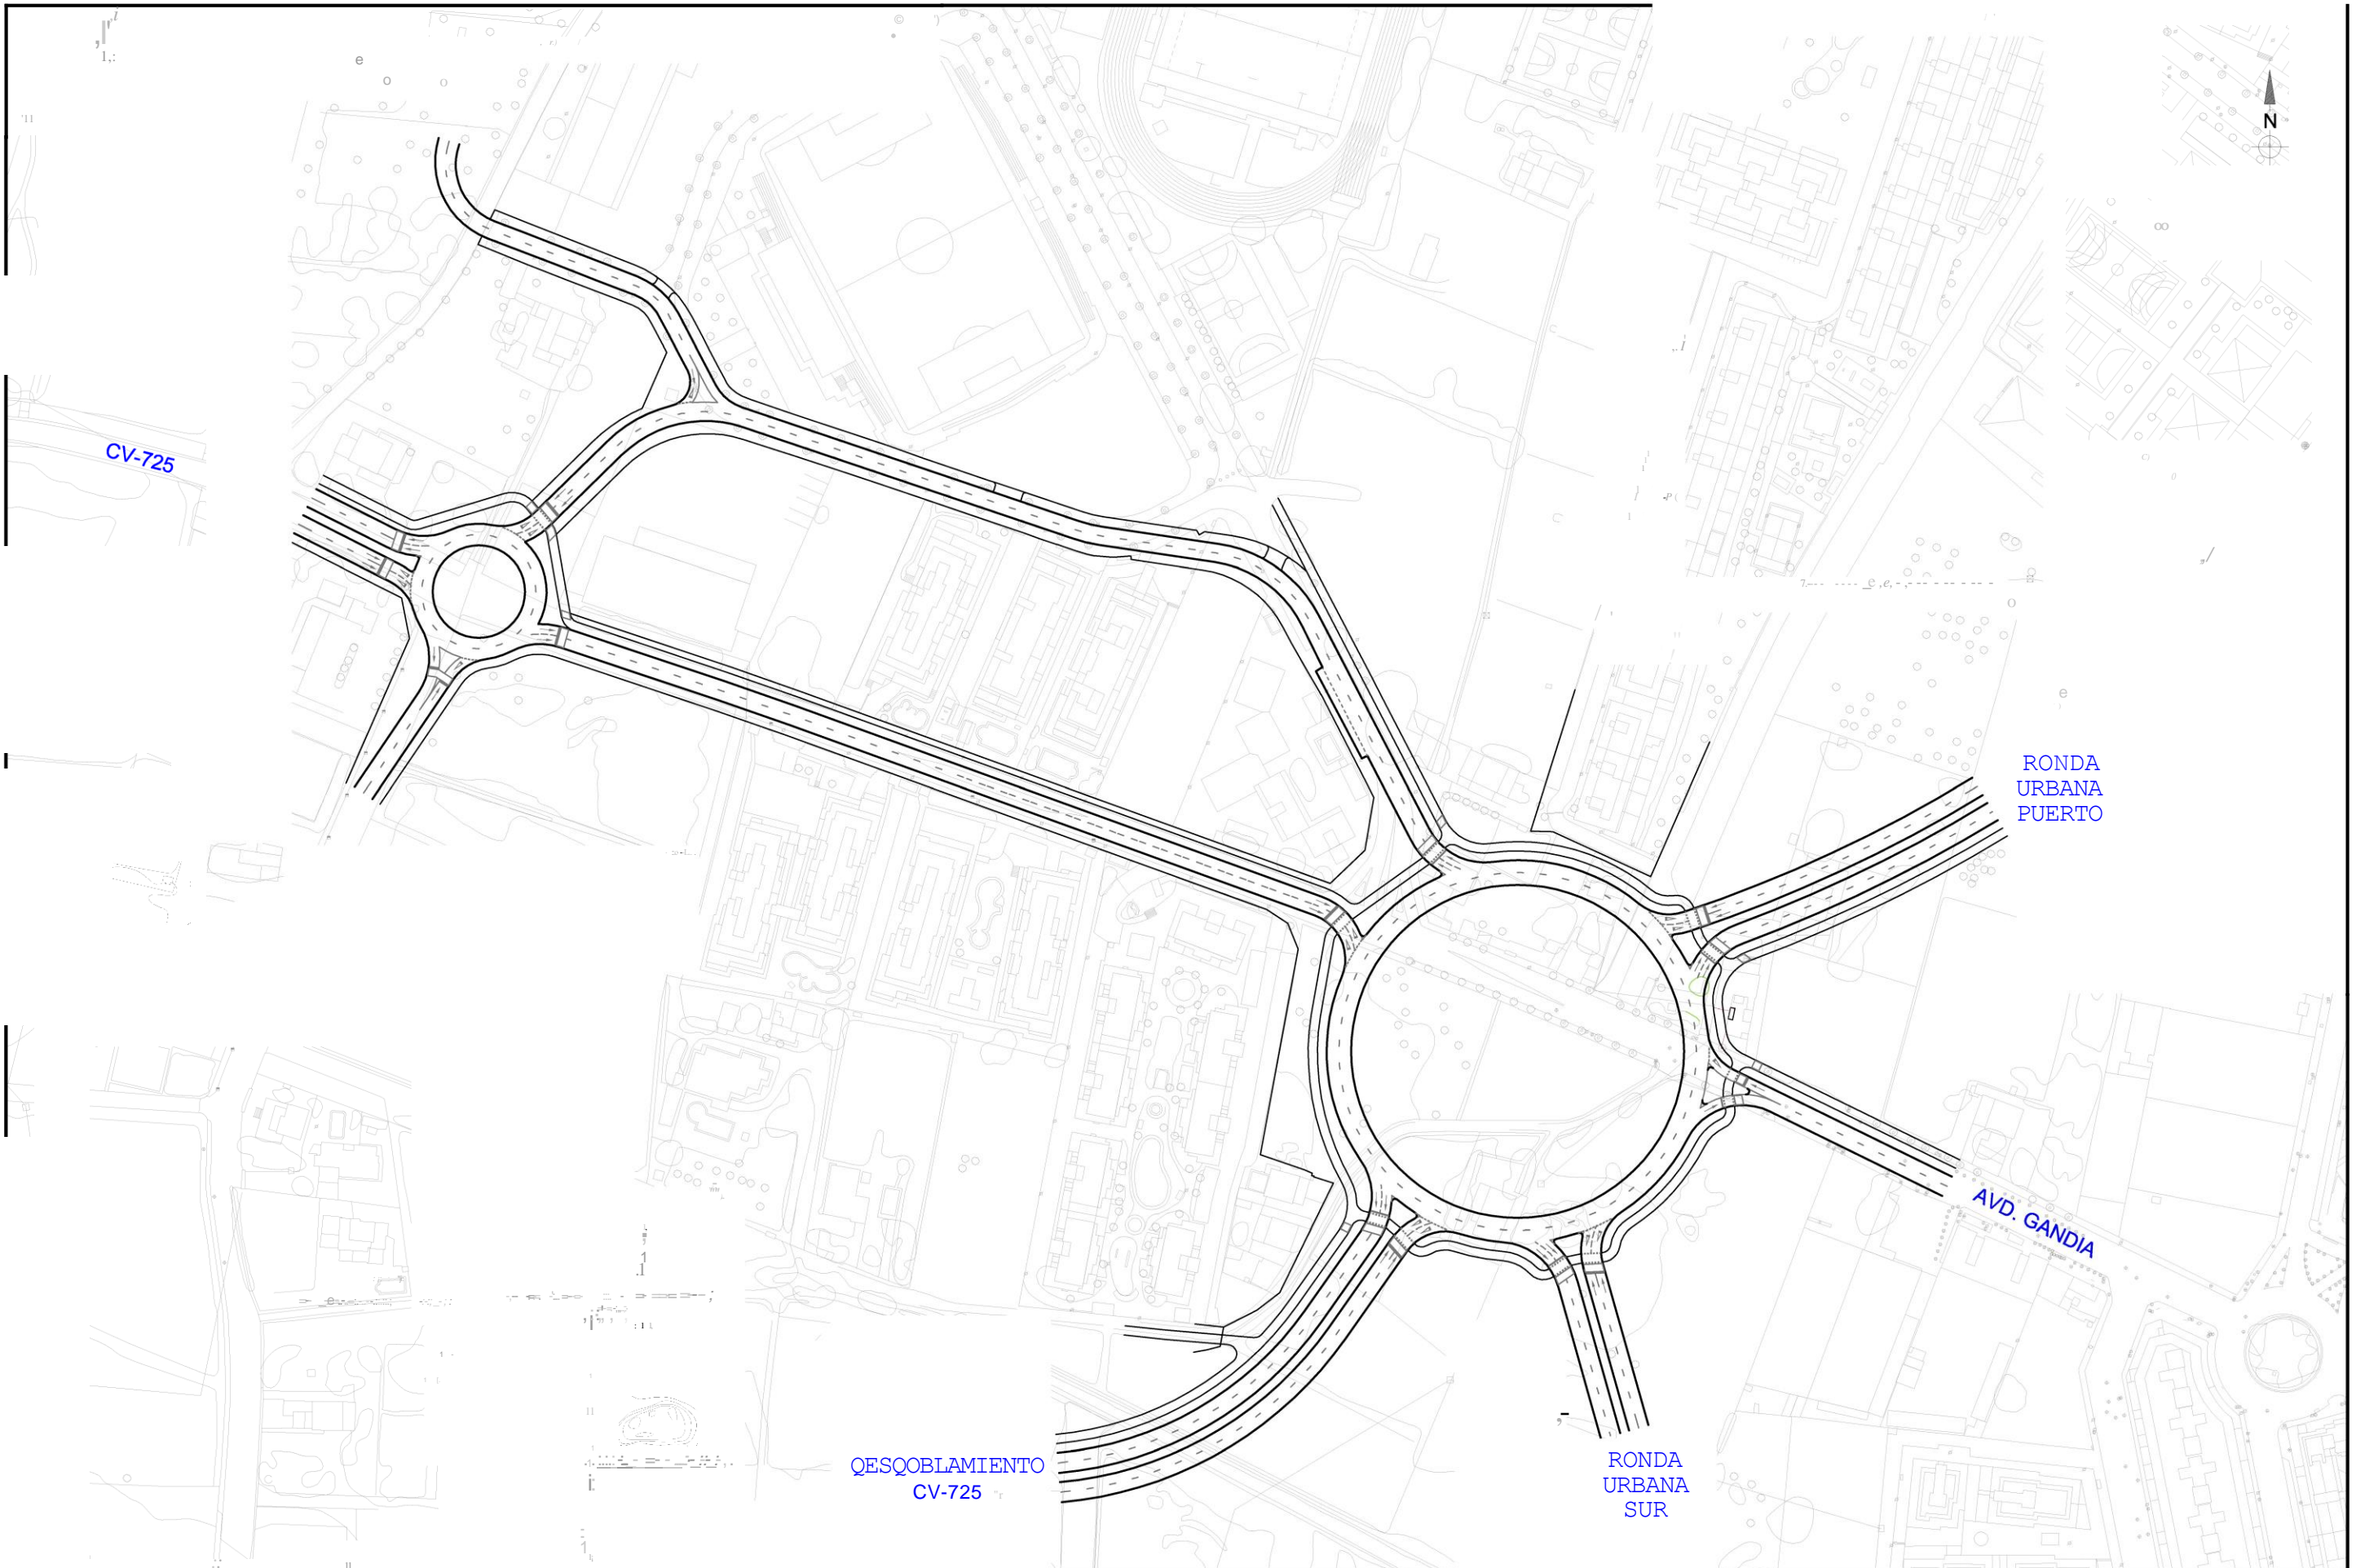 N
CV-725
RONDA
URBANA
PUERTO
AVD. GANDIA
QESQOBLAMIENTO
CV-725
RONDA
URBANA
SUR